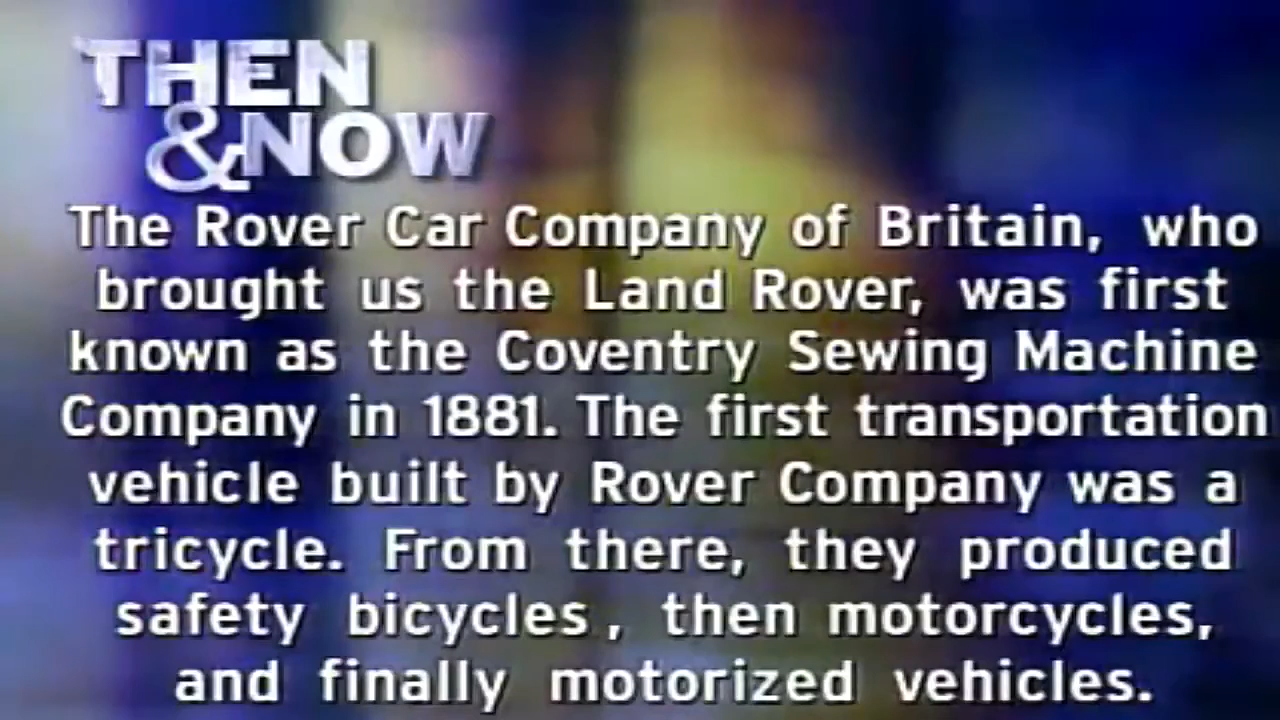 THEN
&NOW
The Rover Car Company of Britain, who
brought us the Land Rover, was first
known as the Coventry Sewing Machine
Company in 1881. The first transportation
vehicle built by Rover Company was a
tricycle. From there, they produced
safety bicycles , then motorcycles,
and finally motorized vehicles.